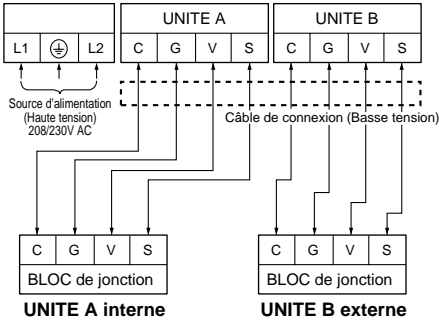 UNITE A UNITE B
L1 L2 C G V S C G V S
Source d'alimentation
(Haute tension)
208/230V AC
Câble de connexion (Basse tension)
C G V S C G V S
BLOC de jonction BLOC de jonction
UNITE A interne UNITE B externe